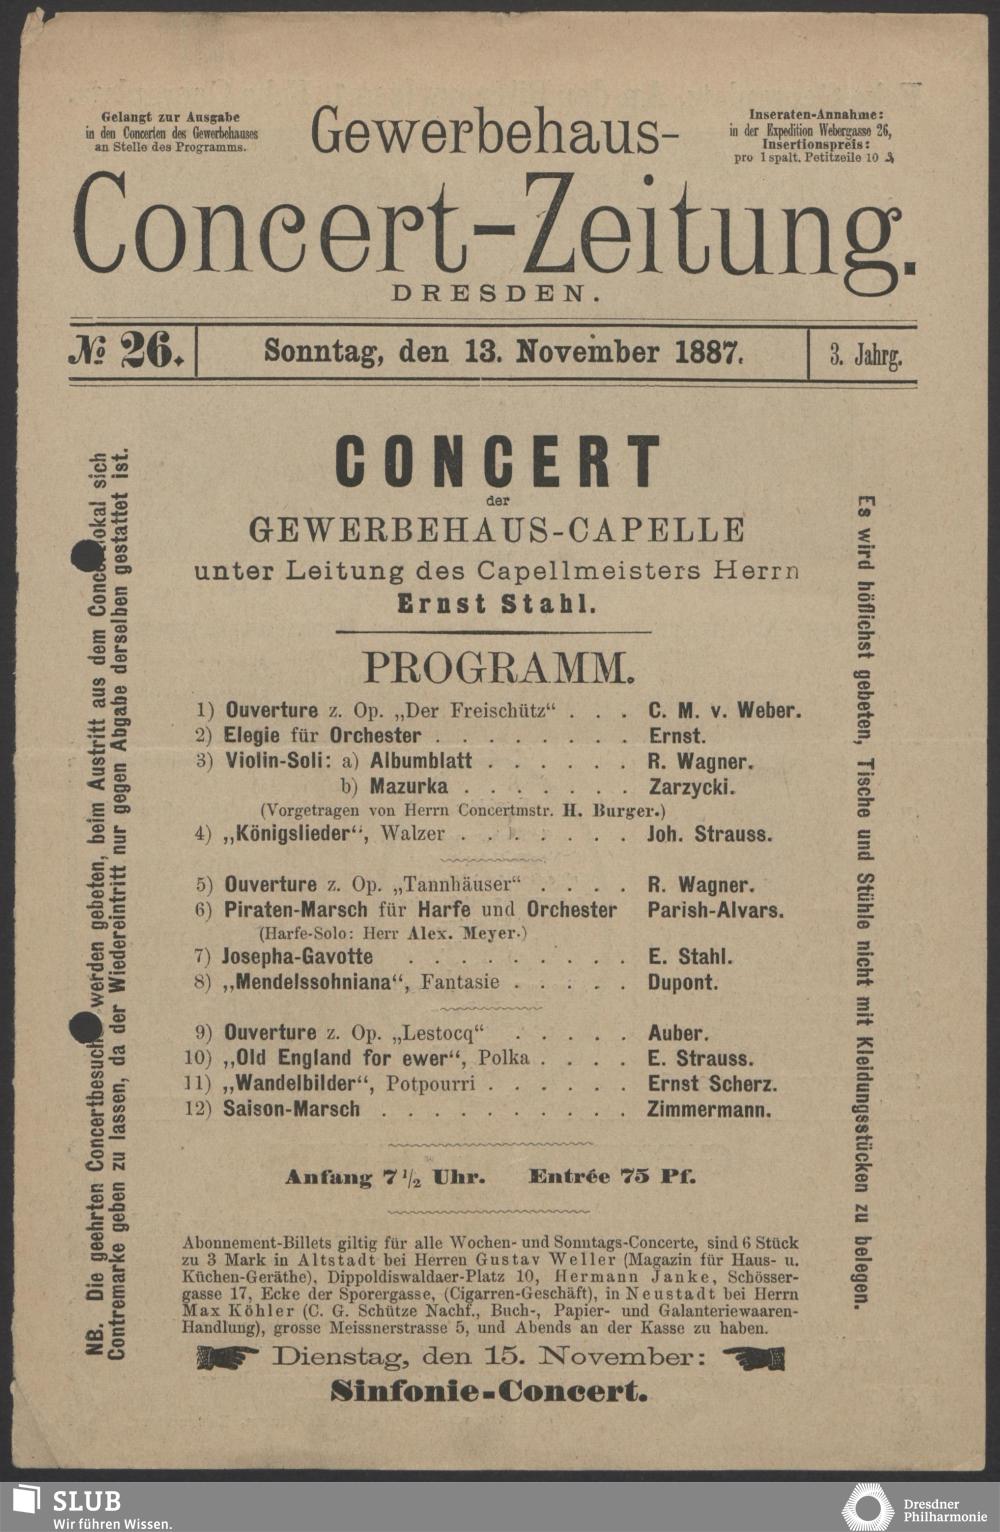 Gelangt zur Ausgabe
in den Concerten des Gewerbehauses
an Stelle des Programms.
Gewerbehaus-
Inseraten-Annahme:
in der Expedition Webergasse 26,
Insertionspreis:
pro 1 spalt. Petitzeile 10 ₰
Concert-Zeitung.
DRESDEN.
№ 26.
Sonntag, den 13. November 1887.
3. Jahrg.
CONCERT
der
GEWERBEHAUS-CAPELLE
unter Leitung des Capellmeisters Herrn
Ernst Stahl.
PROGRAMM.
1) Ouverture z. Op. „Der Freischütz“ . . . C. M. v. Weber.
2) Elegie für Orchester . . . . . . . . Ernst.
3) Violin-Soli: a) Albumblatt . . . . . . R. Wagner.
b) Mazurka . . . . . . . Zarzycki.
(Vorgetragen von Herrn Concertmstr. H. Burger.)
4) „Königslieder“, Walzer . . . . . . . Joh. Strauss.
5) Ouverture z. Op. „Tannhäuser“ . . . . R. Wagner.
6) Piraten-Marsch für Harfe und Orchester Parish-Alvars.
(Harfe-Solo: Herr Alex. Meyer.)
7) Josepha-Gavotte . . . . . . . . . E. Stahl.
8) „Mendelssohniana“, Fantasie . . . . . Dupont.
9) Ouverture z. Op. „Lestocq“ . . . . . Auber.
10) „Old England for ewer“, Polka . . . . E. Strauss.
11) „Wandelbilder“, Potpourri . . . . . . Ernst Scherz.
12) Saison-Marsch . . . . . . . . . . Zimmermann.
Anfang 7 1/2 Uhr. Entrée 75 Pf.
Abonnement-Billets giltig für alle Wochen- und Sonntags-Concerte, sind 6 Stück
zu 3 Mark in Altstadt bei Herren Gustav Weller (Magazin für Haus- u.
Küchen-Geräthe), Dippoldiswaldaer-Platz 10, Hermann Janke, Schösser-
gasse 17, Ecke der Sporergasse, (Cigarren-Geschäft), in Neustadt bei Herrn
Max Köhler (C. G. Schütze Nachf., Buch-, Papier- und Galanteriewaaren-
Handlung), grosse Meissnerstrasse 5, und Abends an der Kasse zu haben.
Dienstag, den 15. November:
Sinfonie-Concert.
NB. Die geehrten Concertbesucher werden gebeten, beim Austritt aus dem Concertlokal sich
Contremarke geben zu lassen, da der Wiedereintritt nur gegen Abgabe derselben gestattet ist.
Es wird höflichst gebeten, Tische und Stühle nicht mit Kleidungsstücken zu belegen.
SLUB
Wir führen Wissen.
Dresdner
Philharmonie